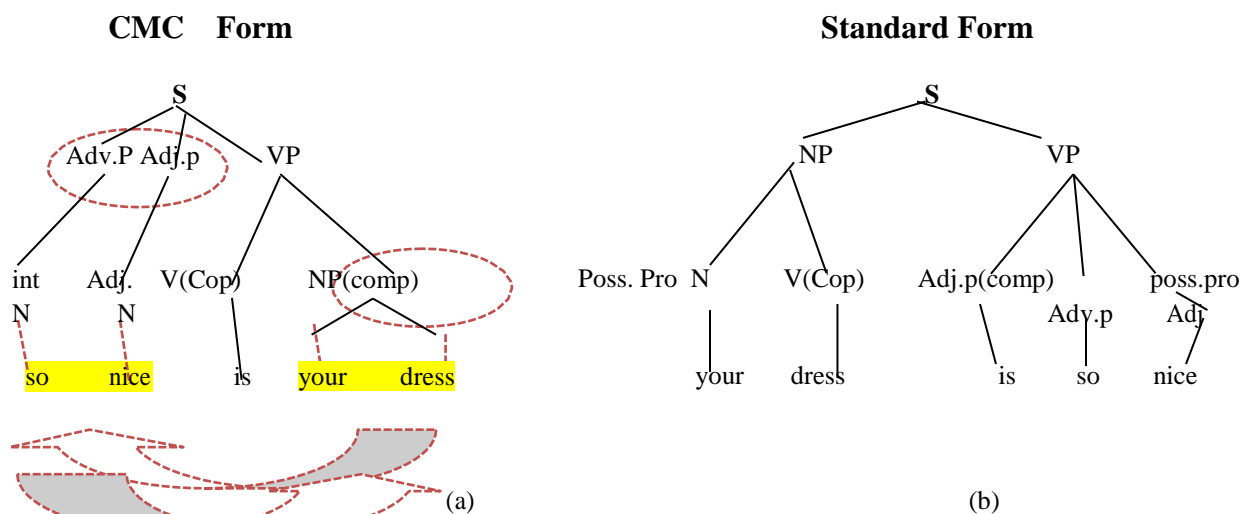 CMC Form Standard Form
S S
Adv.P Adj.p VP NP VP
int Adj. V(Cop) NP(comp) Poss. Pro N V(Cop) Adj.p(comp) poss.pro
N N Adv.p Adj
so nice is your dress your dress is so nice
(a) (b)